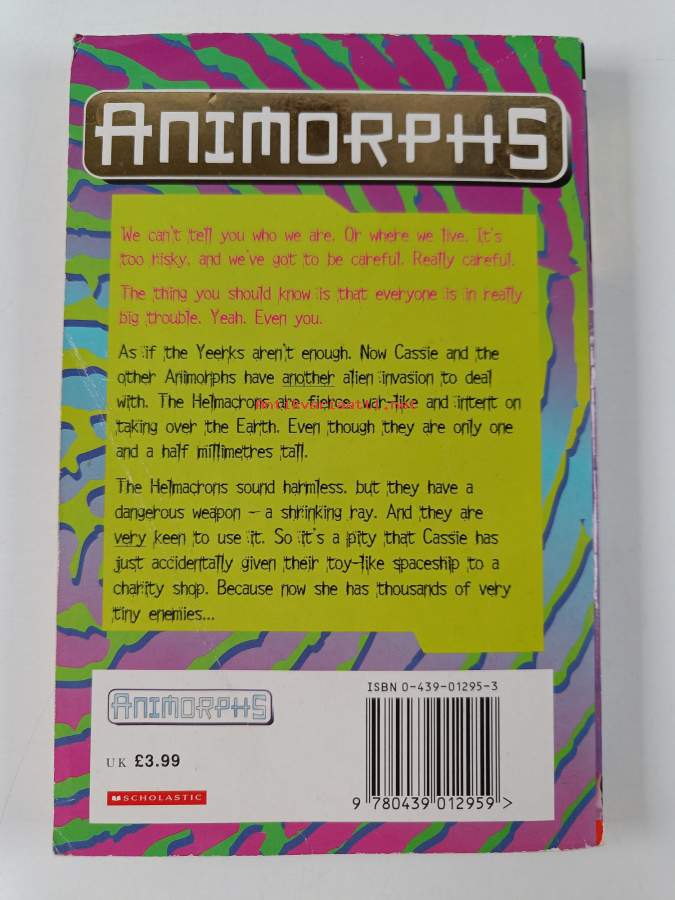 ANIMORPHS
We can't tell you who we are. Or where we live. It's
too risky, and we've got to be careful. Really careful.
The thing you should know is that everyone is in really
big trouble. Yeah. Even you.
As if the Yeerks aren't enough. Now Cassie and the
other Animorphs have another alien invasion to deal
with. The Helmacrons are fierce, war-like and intent on
taking over the Earth. Even though they are only one
and a half millimetres tall.
The Helmacrons sound harmless, but they have a
dangerous weapon – a shrinking ray. And they are
very keen to use it. So it's a pity that Cassie has
just accidentally given their toy-like spaceship to a
charity shop. Because now she has thousands of very
tiny enemies...
ANIMORPHS
UK £3.99
SCHOLASTIC
ISBN 0-439-01295-3
9 780439 012959 >